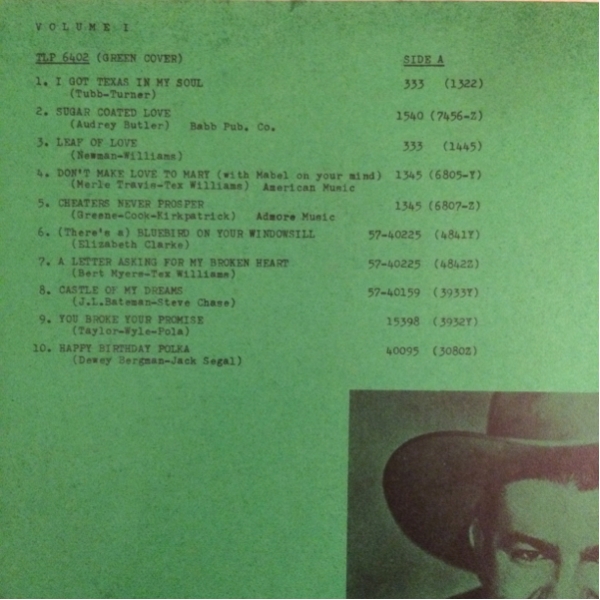 VOLUME I
TLP 6402 (GREEN COVER) SIDE A
1. I GOT TEXAS IN MY SOUL 333 (1322)
(Tubb-Turner)
2. SUGAR COATED LOVE 1540 (7456-Z)
(Audrey Butler) Babb Pub. Co.
3. LEAF OF LOVE 333 (1445)
(Newman-Williams)
4. DON'T MAKE LOVE TO MARY (with Mabel on your mind) 1345 (6805-Y)
(Merle Travis-Tex Williams) American Music
5. CHEATERS NEVER PROSPER 1345 (6807-Z)
(Greene-Cook-Kirkpatrick) Admore Music
6. (There's a) BLUEBIRD ON YOUR WINDOWSILL 57-40225 (4841Y)
(Elizabeth Clarke)
7. A LETTER ASKING FOR MY BROKEN HEART 57-40225 (4842Z)
(Bert Myers-Tex Williams)
8. CASTLE OF MY DREAMS 57-40159 (3933Y)
(J.L.Bateman-Steve Chase)
9. YOU BROKE YOUR PROMISE 15398 (3932Y)
(Taylor-Wyle-Pola)
10. HAPPY BIRTHDAY POLKA 40095 (3080Z)
(Dewey Bergman-Jack Segal)